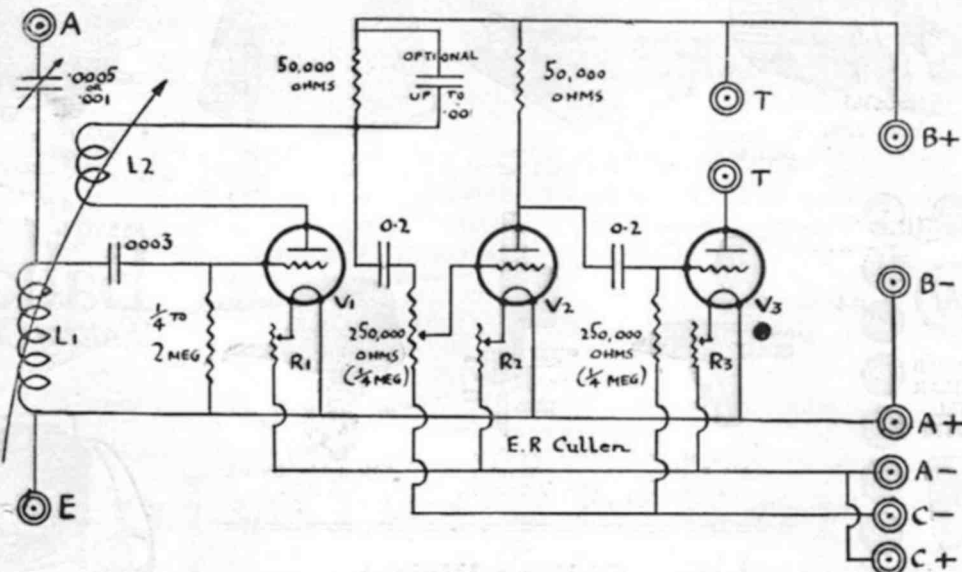 A
.0005
OR
.001
50,000
OHMS
OPTIONAL
UP TO
.001
50,000
OHMS
T
B+
L2
T
.0003
0.2
0.2
B-
V1
V2
V3
L1
1/4 TO
2 MEG
R1
250,000
OHMS
(1/4 MEG)
R2
250,000
OHMS
(1/4 MEG)
R3
A+
E.R Cullen
A-
E
C-
C+